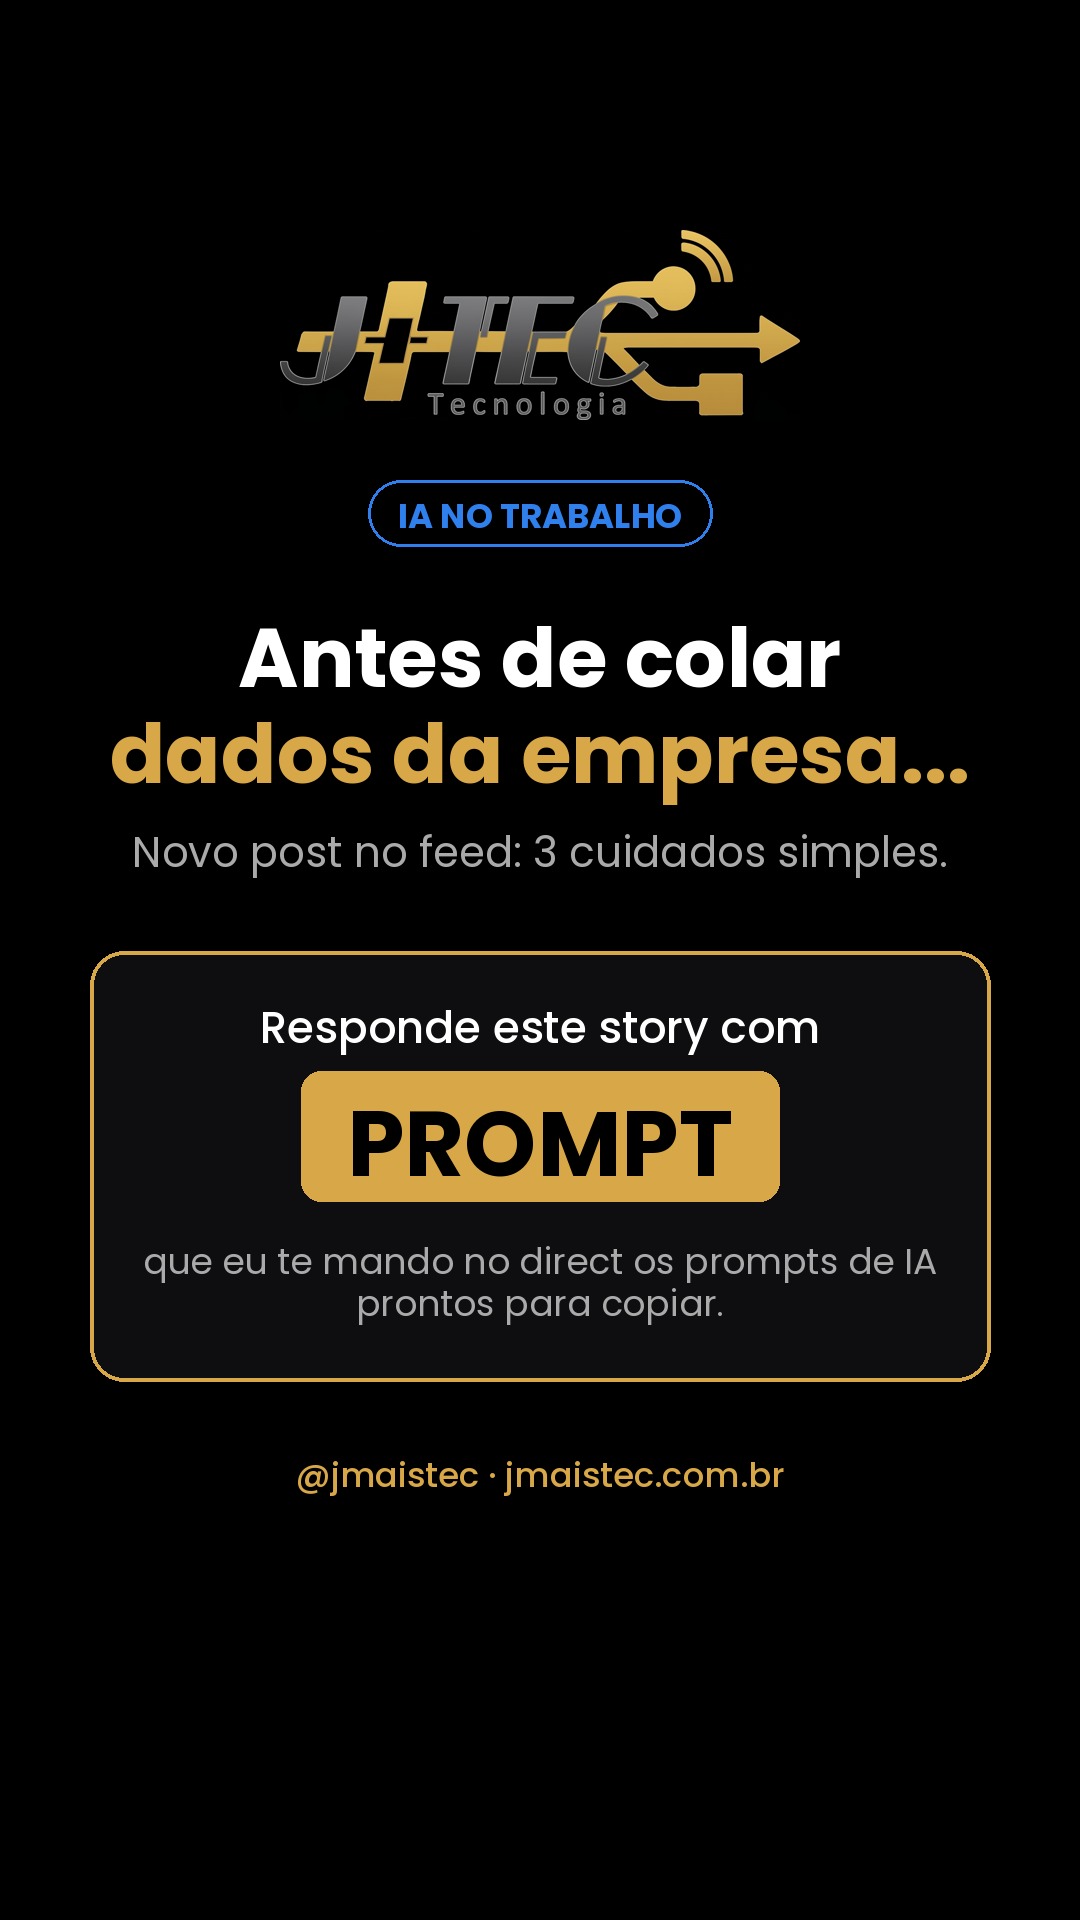 J+TEC
Tecnologia
IA NO TRABALHO
Antes de colar
dados da empresa...
Novo post no feed: 3 cuidados simples.
Responde este story com
PROMPT
que eu te mando no direct os prompts de IA
prontos para copiar.
@jmaistec · jmaistec.com.br